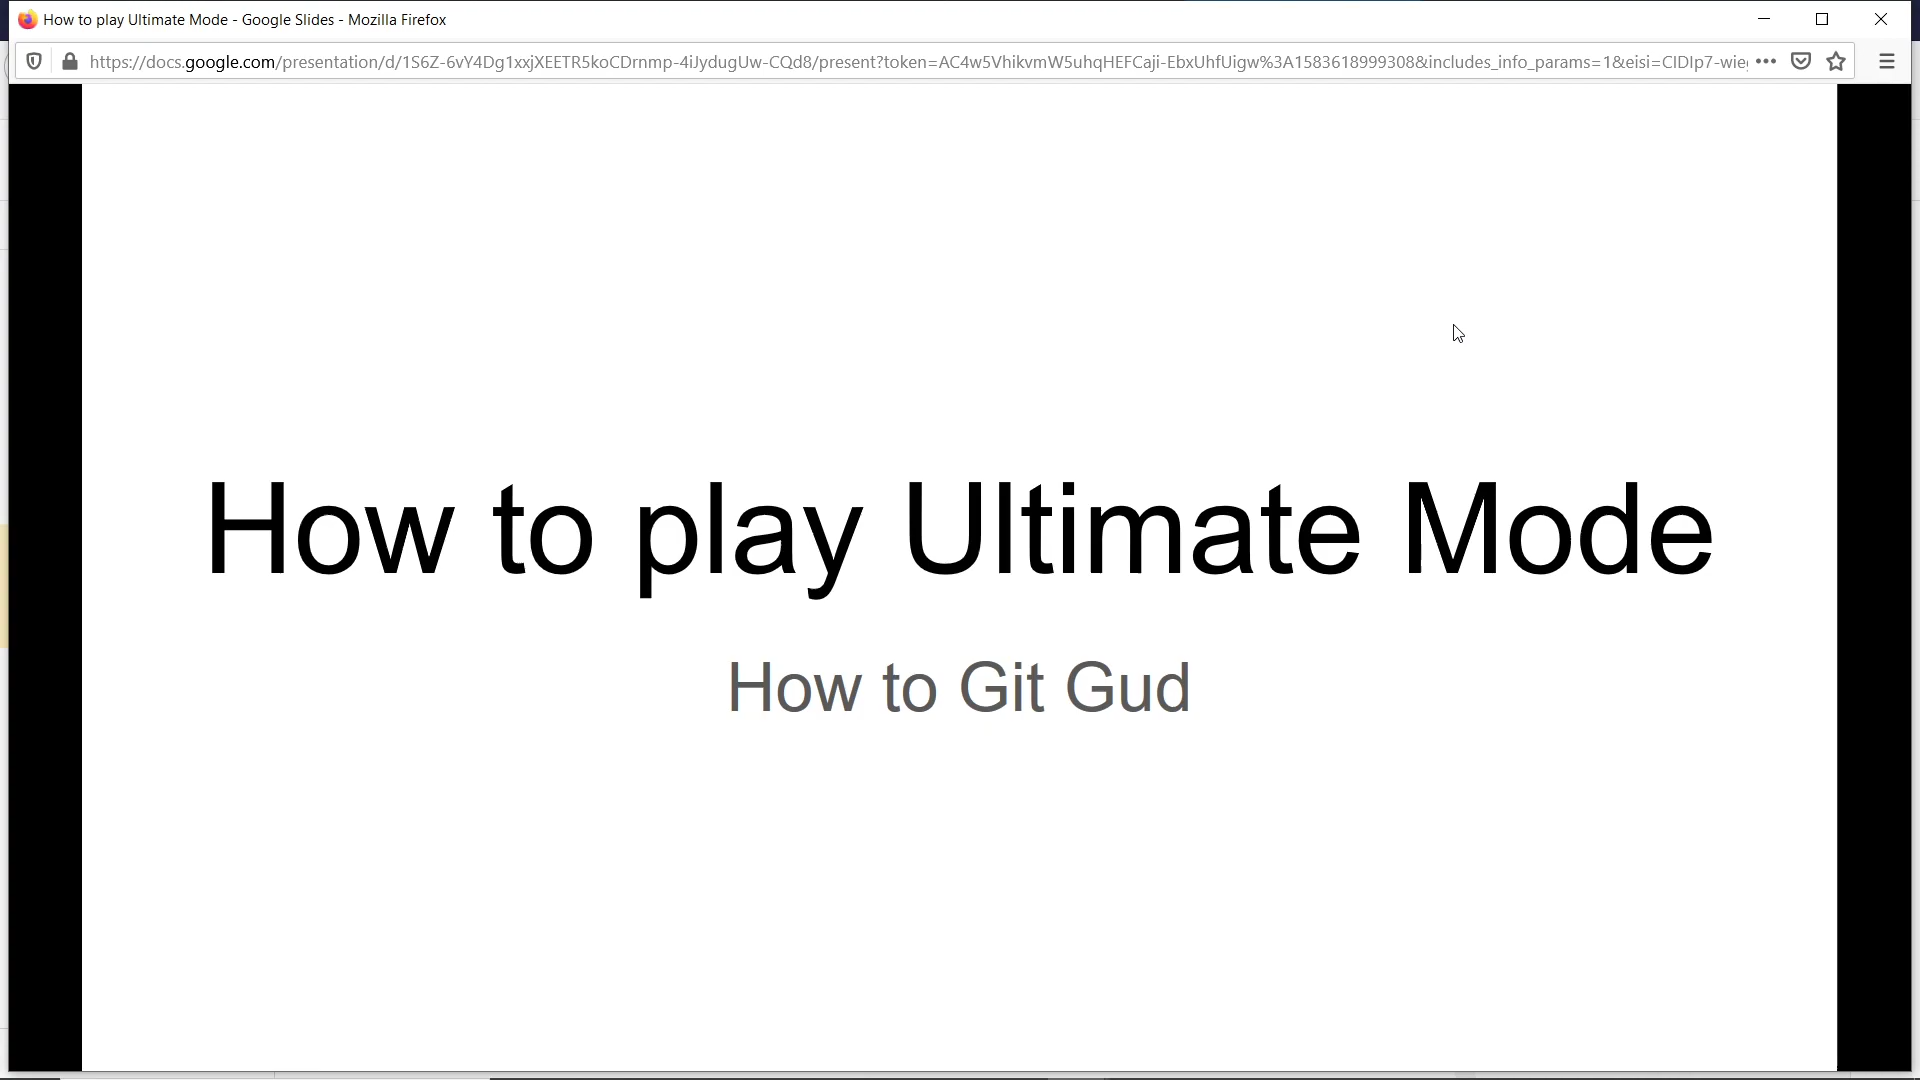 How to play Ultimate Mode - Google Slides - Mozilla Firefox
https://docs.google.com/presentation/d/1S6Z-6vY4Dg1xxjXEETR5koCDrnmp-4iJydugUw-CQd8/present?token=AC4w5VhikvmW5uhqHEFCaji-EbxUhfUigw%3A1583618999308&includes_info_params=1&eisi=CIDIp7-wie
How to play Ultimate Mode
How to Git Gud